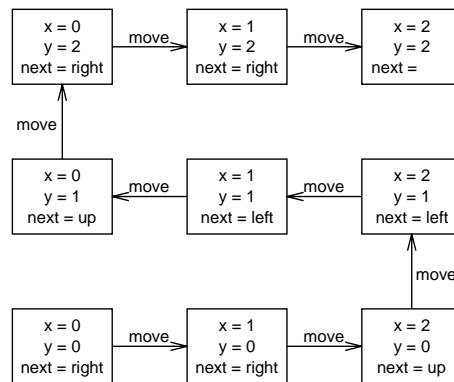 x = 0
y = 2
next = right
move
x = 1
y = 2
next = right
move
x = 2
y = 2
next =
move
x = 0
y = 1
next = up
move
x = 1
y = 1
next = left
move
x = 2
y = 1
next = left
move
x = 0
y = 0
next = right
move
x = 1
y = 0
next = right
move
x = 2
y = 0
next = up